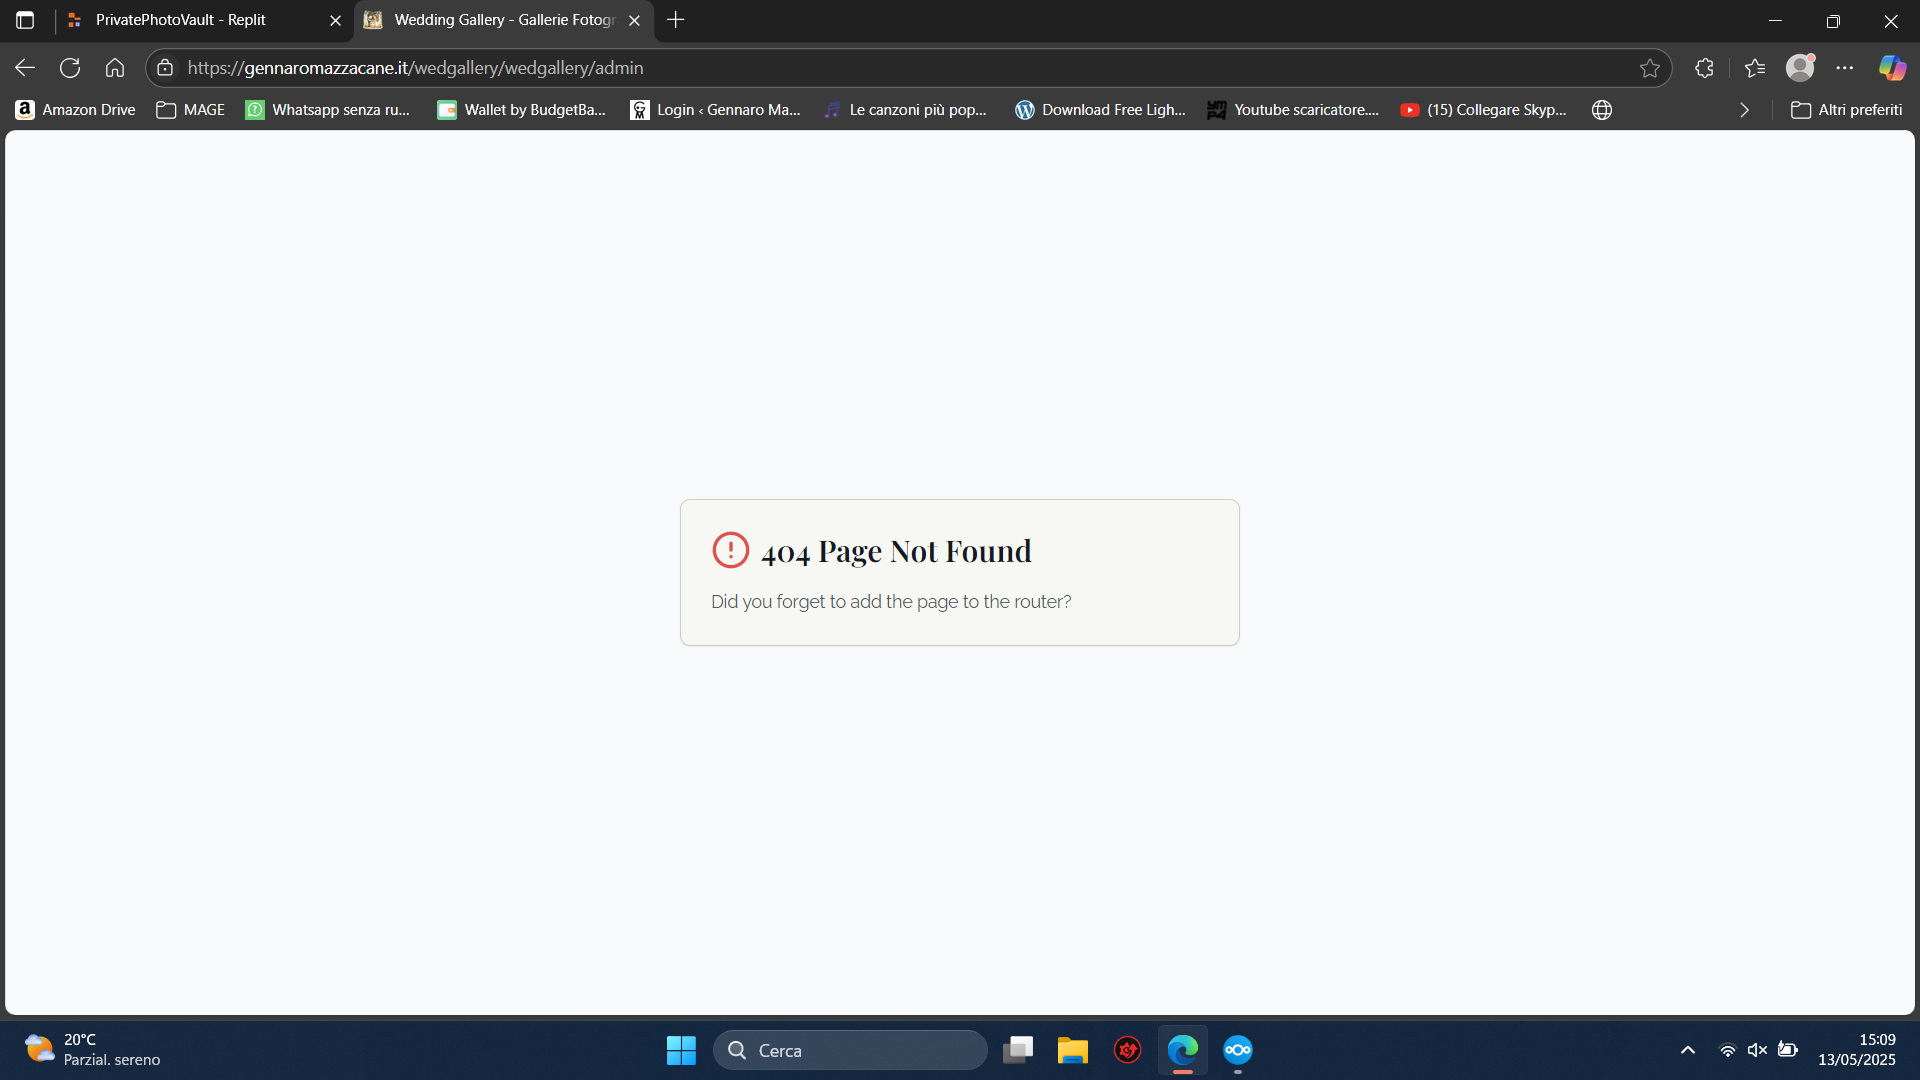 PrivatePhotoVault - Replit
Wedding Gallery - Gallerie Fotogr
https://gennaromazzacane.it/wedgallery/wedgallery/admin
Amazon Drive
MAGE
Whatsapp senza ru...
Wallet by BudgetBa...
Login ‹ Gennaro Ma...
Le canzoni più pop...
Download Free Ligh...
Youtube scaricatore....
(15) Collegare Skyp...
Altri preferiti
404 Page Not Found
Did you forget to add the page to the router?
20°C
Parzial. sereno
Cerca
15:09
13/05/2025